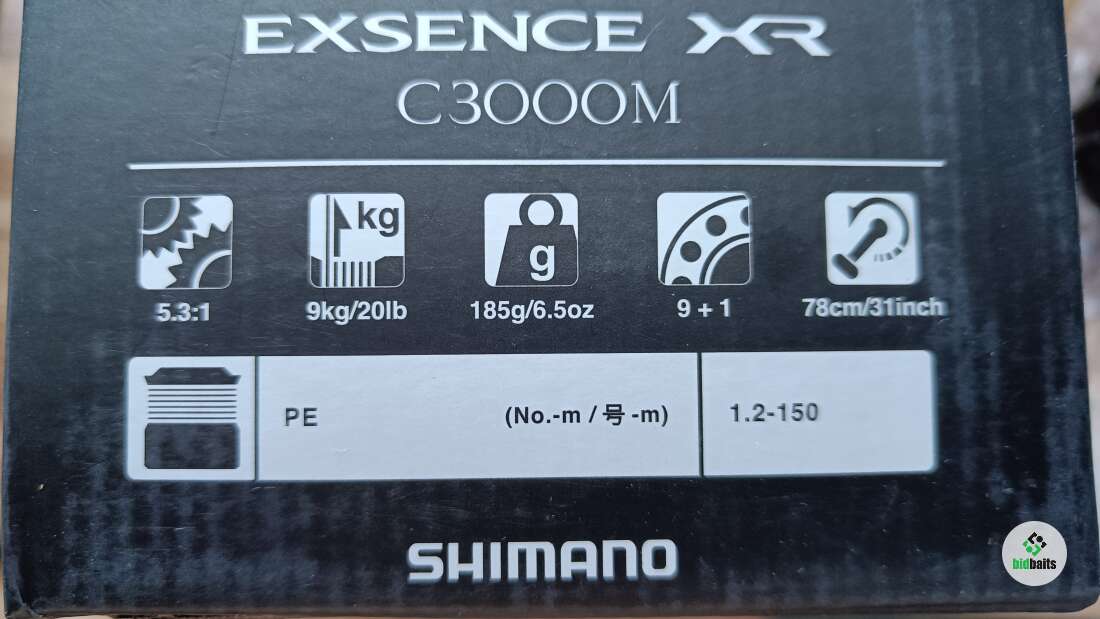 EXSENCE XR
C3000M
kg
g
5.3:1 9kg/20lb 185g/6.5oz 9 + 1 78cm/31inch
PE (No.-m / 号 -m) 1.2-150
SHIMANO
bidbaits